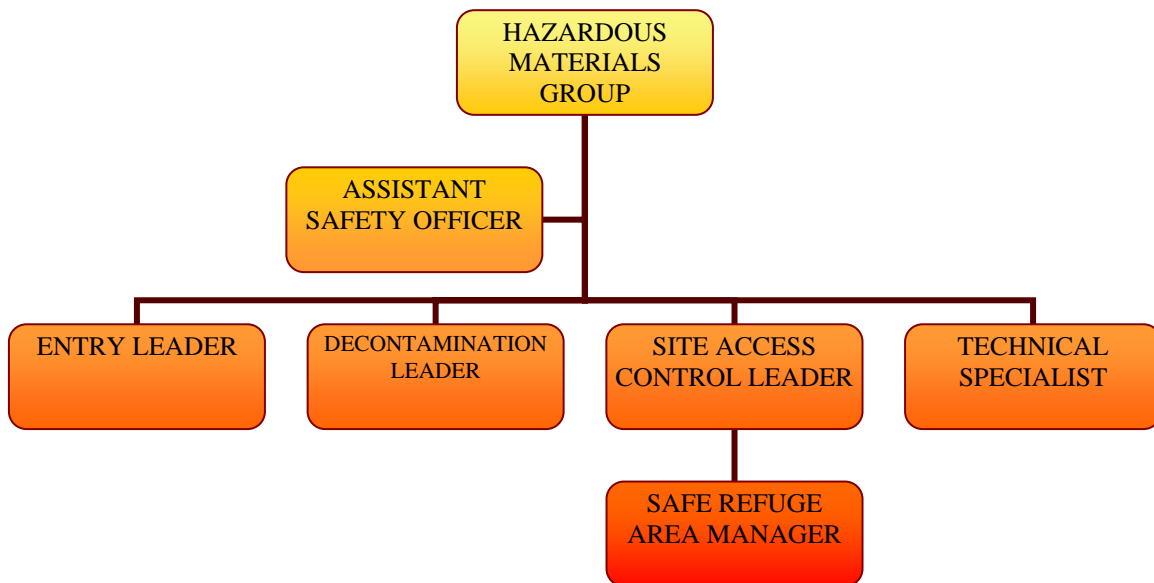 HAZARDOUS
MATERIALS
GROUP
ASSISTANT
SAFETY OFFICER
ENTRY LEADER
DECONTAMINATION
LEADER
SITE ACCESS
CONTROL LEADER
TECHNICAL
SPECIALIST
SAFE REFUGE
AREA MANAGER